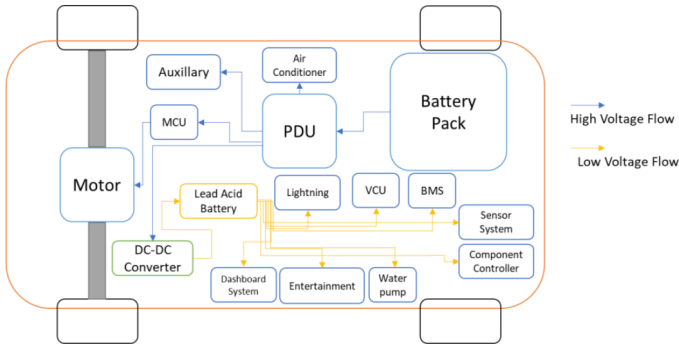 Auxillary
Air
Conditioner
Battery
Pack
MCU
PDU
High Voltage Flow
Low Voltage Flow
Motor
Lead Acid
Battery
Lightning
VCU
BMS
Sensor
System
DC-DC
Converter
Component
Controller
Dashboard
System
Entertainment
Water
pump